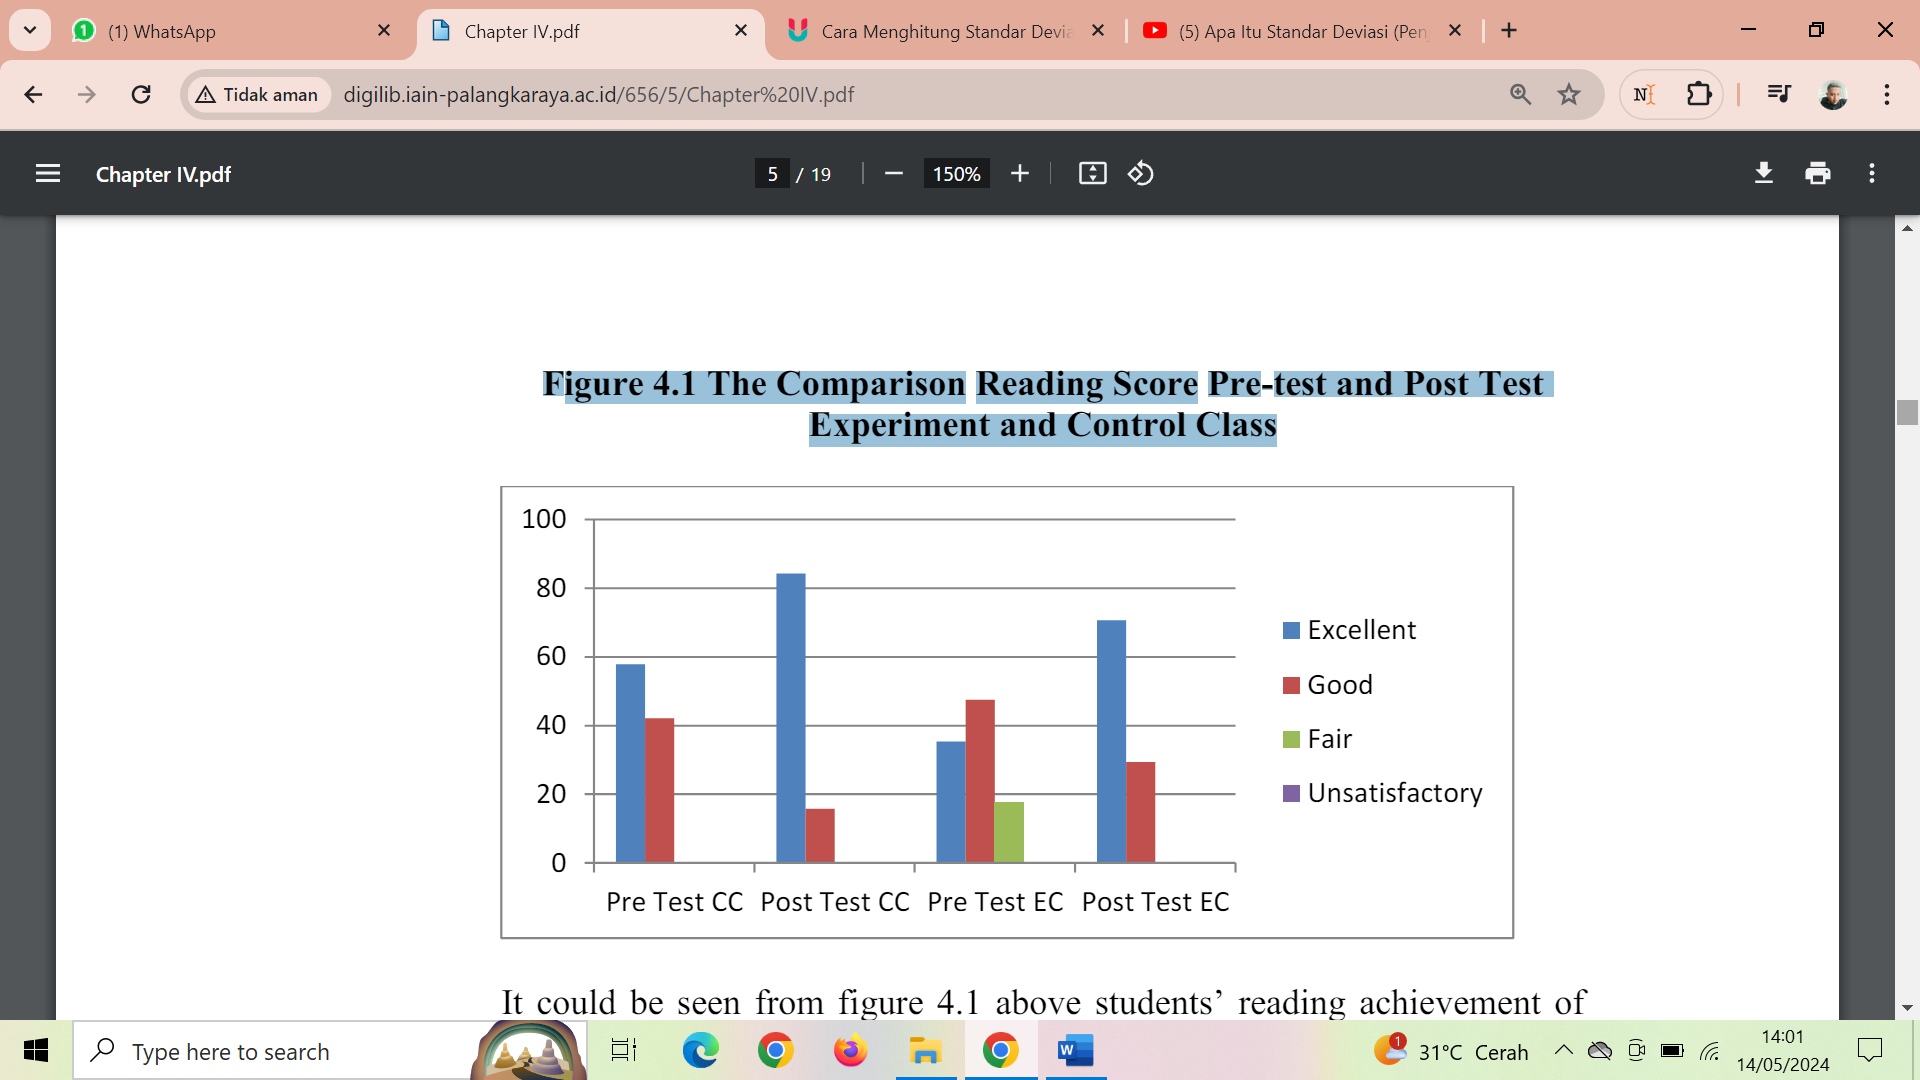 (1) WhatsApp
Chapter IV.pdf
Cara Menghitung Standar Devia
(5) Apa Itu Standar Deviasi (Pen
Tidak aman
digilib.iain-palangkaraya.ac.id/656/5/Chapter%20IV.pdf
Chapter IV.pdf
5 / 19
150%
Figure 4.1 The Comparison Reading Score Pre-test and Post Test
Experiment and Control Class
100
80
60
40
20
0
Pre Test CC
Post Test CC
Pre Test EC
Post Test EC
Excellent
Good
Fair
Unsatisfactory
It could be seen from figure 4.1 above students’ reading achievement of
Type here to search
1
31°C Cerah
14:01
14/05/2024